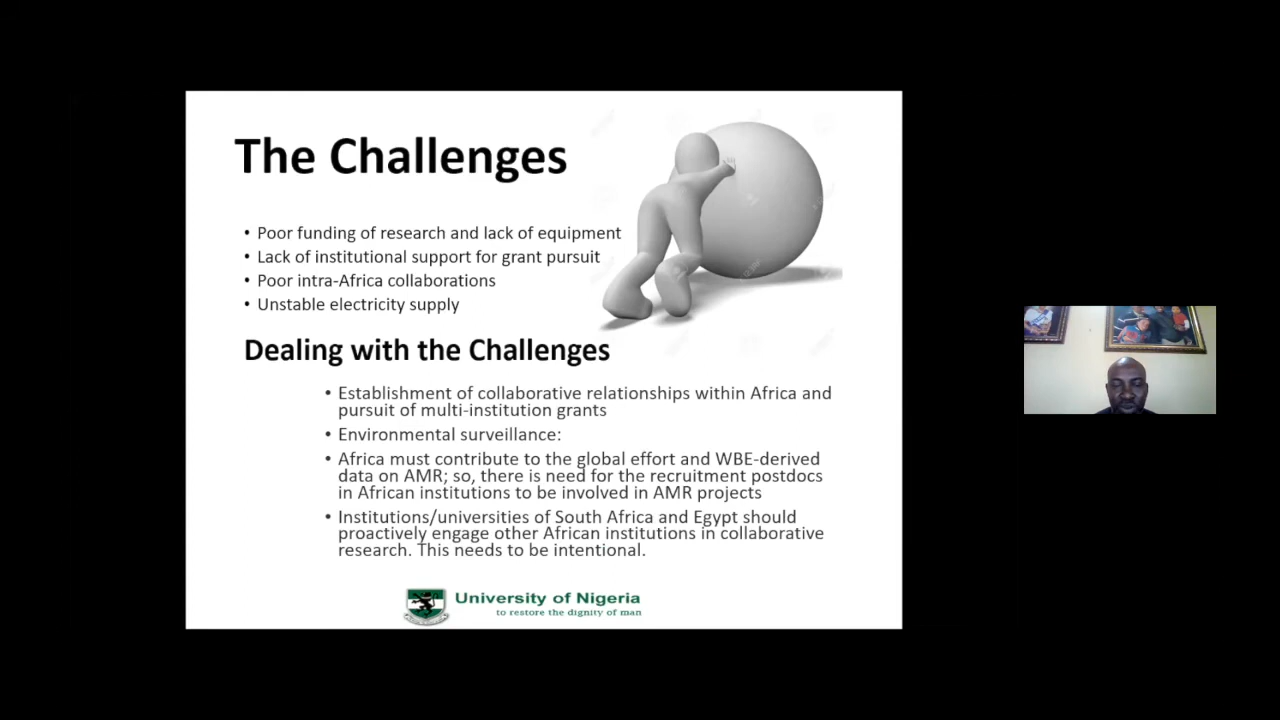 The Challenges
• Poor funding of research and lack of equipment
• Lack of institutional support for grant pursuit
• Poor intra-Africa collaborations
• Unstable electricity supply
Dealing with the Challenges
• Establishment of collaborative relationships within Africa and
pursuit of multi-institution grants
• Environmental surveillance:
• Africa must contribute to the global effort and WBE-derived
data on AMR; so, there is need for the recruitment postdocs
in African institutions to be involved in AMR projects
• Institutions/universities of South Africa and Egypt should
proactively engage other African institutions in collaborative
research. This needs to be intentional.
University of Nigeria
to restore the dignity of man